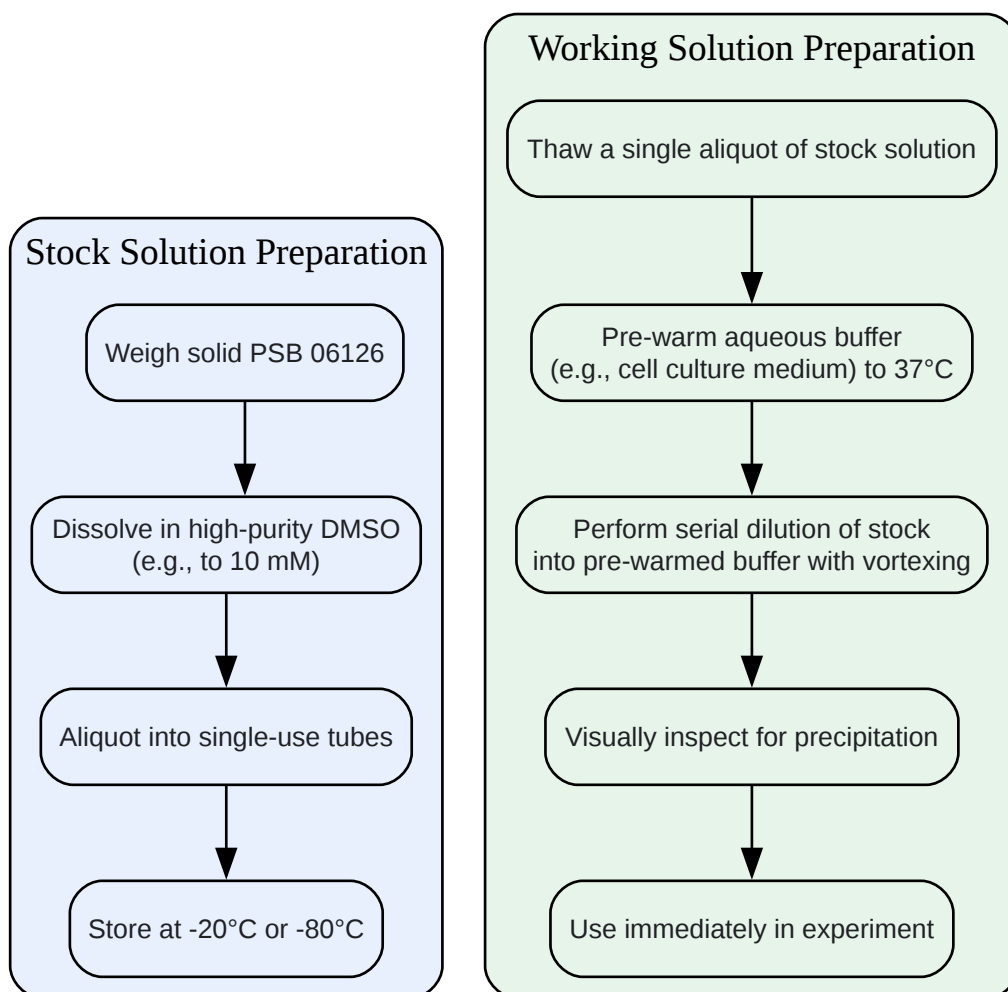 Stock Solution Preparation
Weigh solid PSB 06126
Dissolve in high-purity DMSO
(e.g., to 10 mM)
Aliquot into single-use tubes
Store at -20°C or -80°C
Working Solution Preparation
Thaw a single aliquot of stock solution
Pre-warm aqueous buffer
(e.g., cell culture medium) to 37°C
Perform serial dilution of stock
into pre-warmed buffer with vortexing
Visually inspect for precipitation
Use immediately in experiment